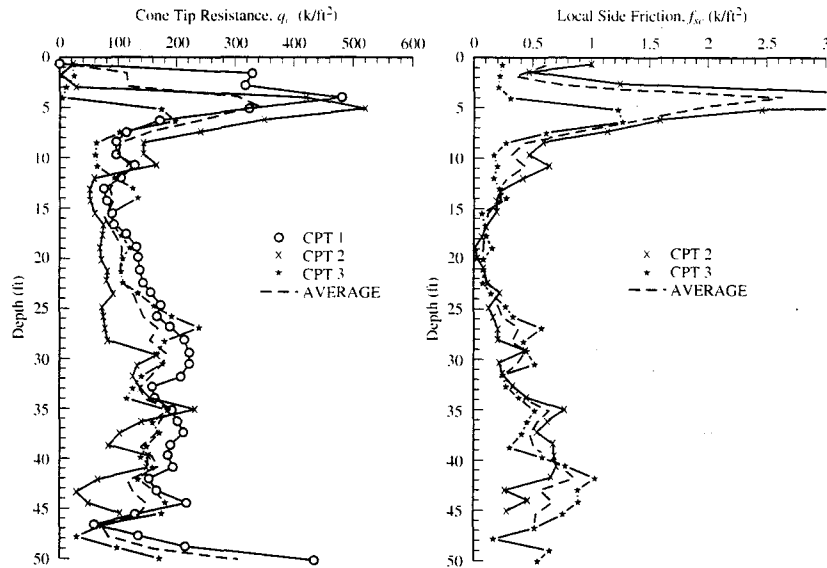 Cone Tip Resistance, qₜ (k/ft²)
0 100 200 300 400 500 600
Depth (ft)
0
5
10
15
20
25
30
35
40
45
50
CPT 1
CPT 2
CPT 3
AVERAGE
Local Side Friction, f_sc (k/ft²)
0 0.5 1 1.5 2 2.5 3
Depth (ft)
0
5
10
15
20
25
30
35
40
45
50
CPT 2
CPT 3
AVERAGE